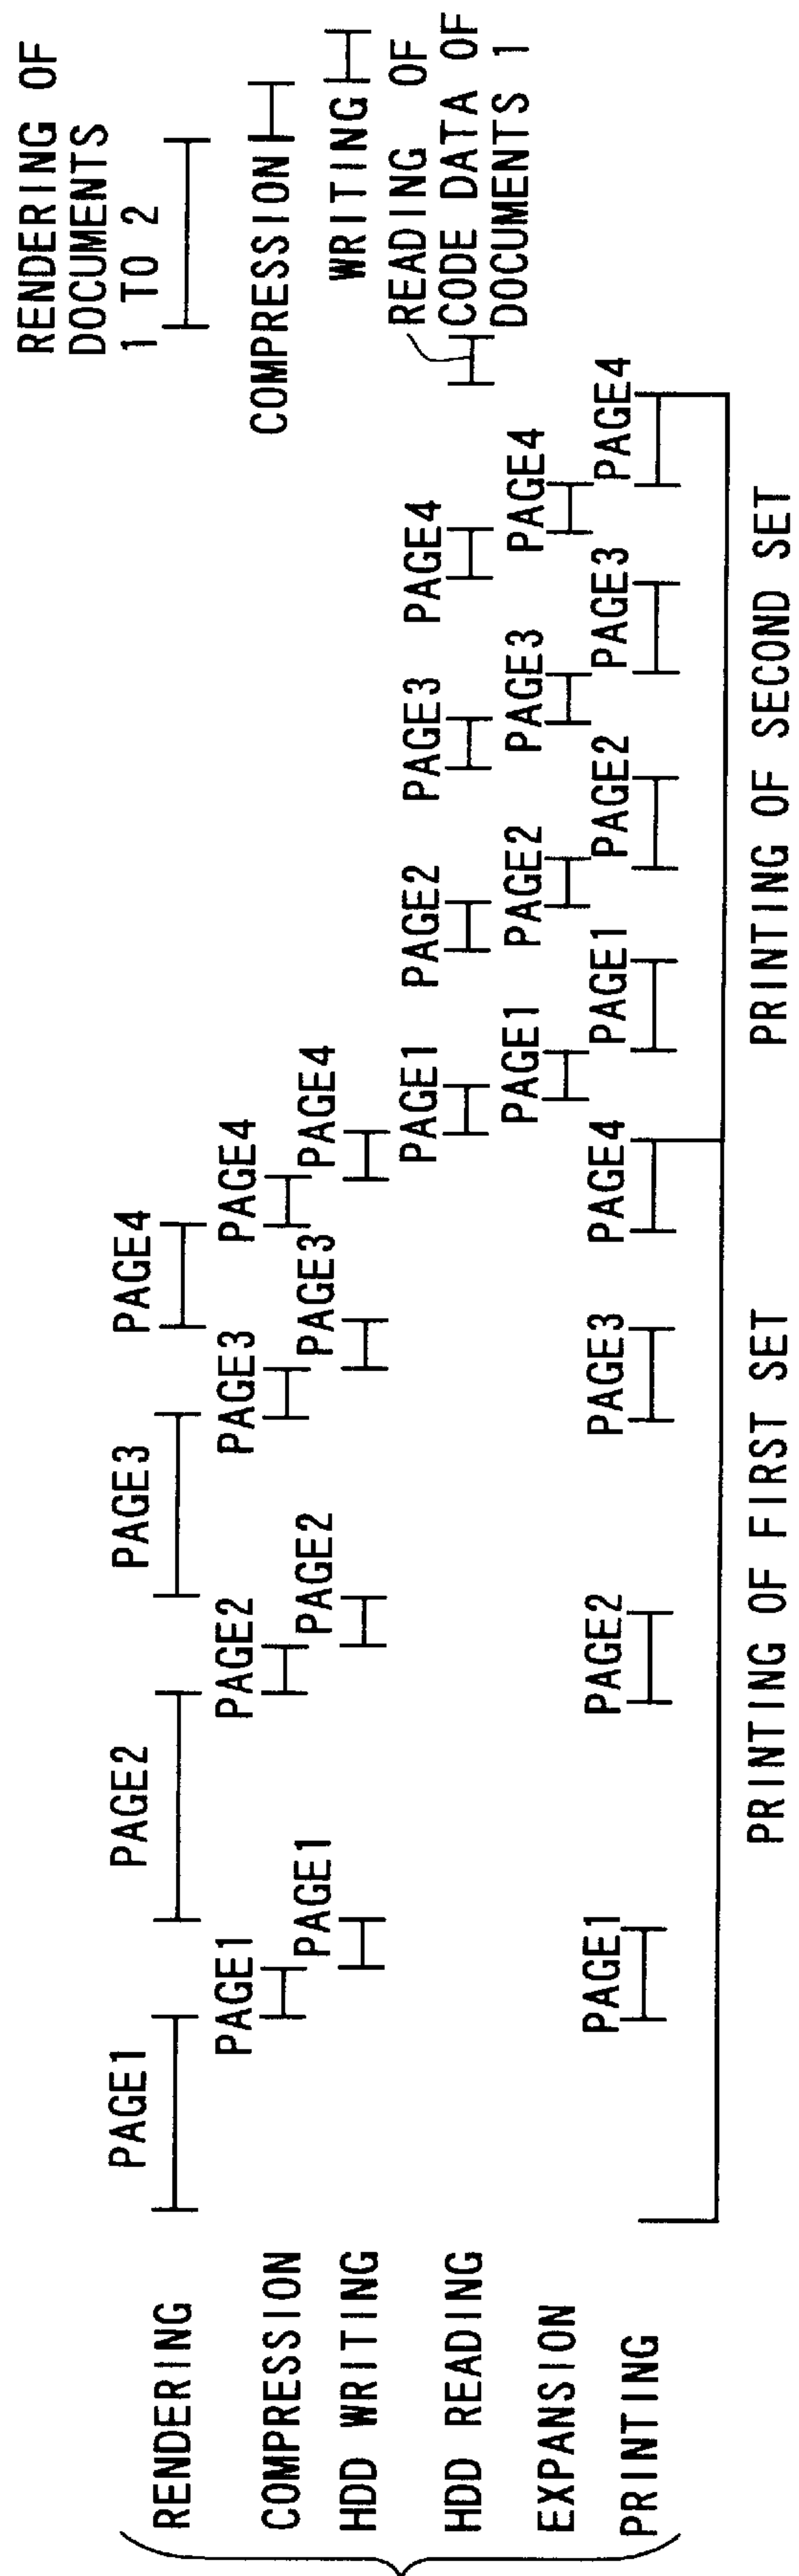 RENDERING
PAGE1
PAGE2
PAGE3
PAGE4
RENDERING OF
DOCUMENTS
1 TO 2
COMPRESSION
PAGE1
PAGE2
PAGE3
PAGE4
COMPRESSION
HDD WRITING
PAGE1
PAGE2
PAGE3
PAGE4
WRITING
HDD READING
PAGE1
PAGE2
PAGE3
PAGE4
READING OF
CODE DATA OF
DOCUMENTS 1
EXPANSION
PAGE1
PAGE2
PAGE3
PAGE4
PRINTING
PAGE1
PAGE2
PAGE3
PAGE4
PAGE1
PAGE2
PAGE3
PAGE4
PRINTING OF FIRST SET
PRINTING OF SECOND SET